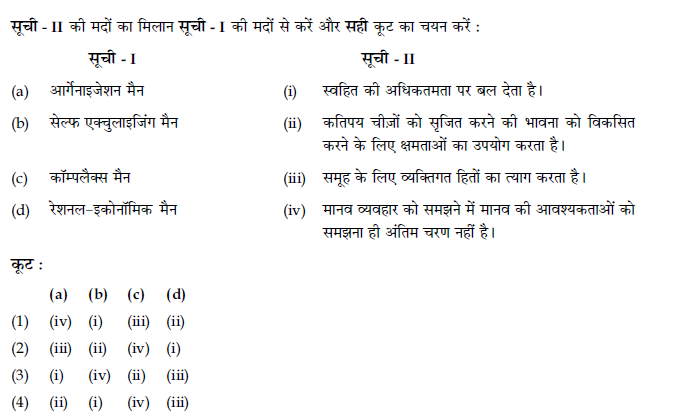 सूची - II की मदों का मिलान सूची - I की मदों से करें और सही कूट का चयन करें :
सूची - I सूची - II
(a) आर्गेनाइजेशन मैन (i) स्वहित की अधिकतमता पर बल देता है।
(b) सेल्फ एक्चुलाइजिंग मैन (ii) कतिपय चीज़ों को सृजित करने की भावना को विकसित
करने के लिए क्षमताओं का उपयोग करता है।
(c) कॉम्पलैक्स मैन (iii) समूह के लिए व्यक्तिगत हितों का त्याग करता है।
(d) रेशनल-इकोनॉमिक मैन (iv) मानव व्यवहार को समझने में मानव की आवश्यकताओं को
समझना ही अंतिम चरण नहीं है।
कूट :
(a) (b) (c) (d)
(1) (iv) (i) (iii) (ii)
(2) (iii) (ii) (iv) (i)
(3) (i) (iv) (ii) (iii)
(4) (ii) (i) (iv) (iii)